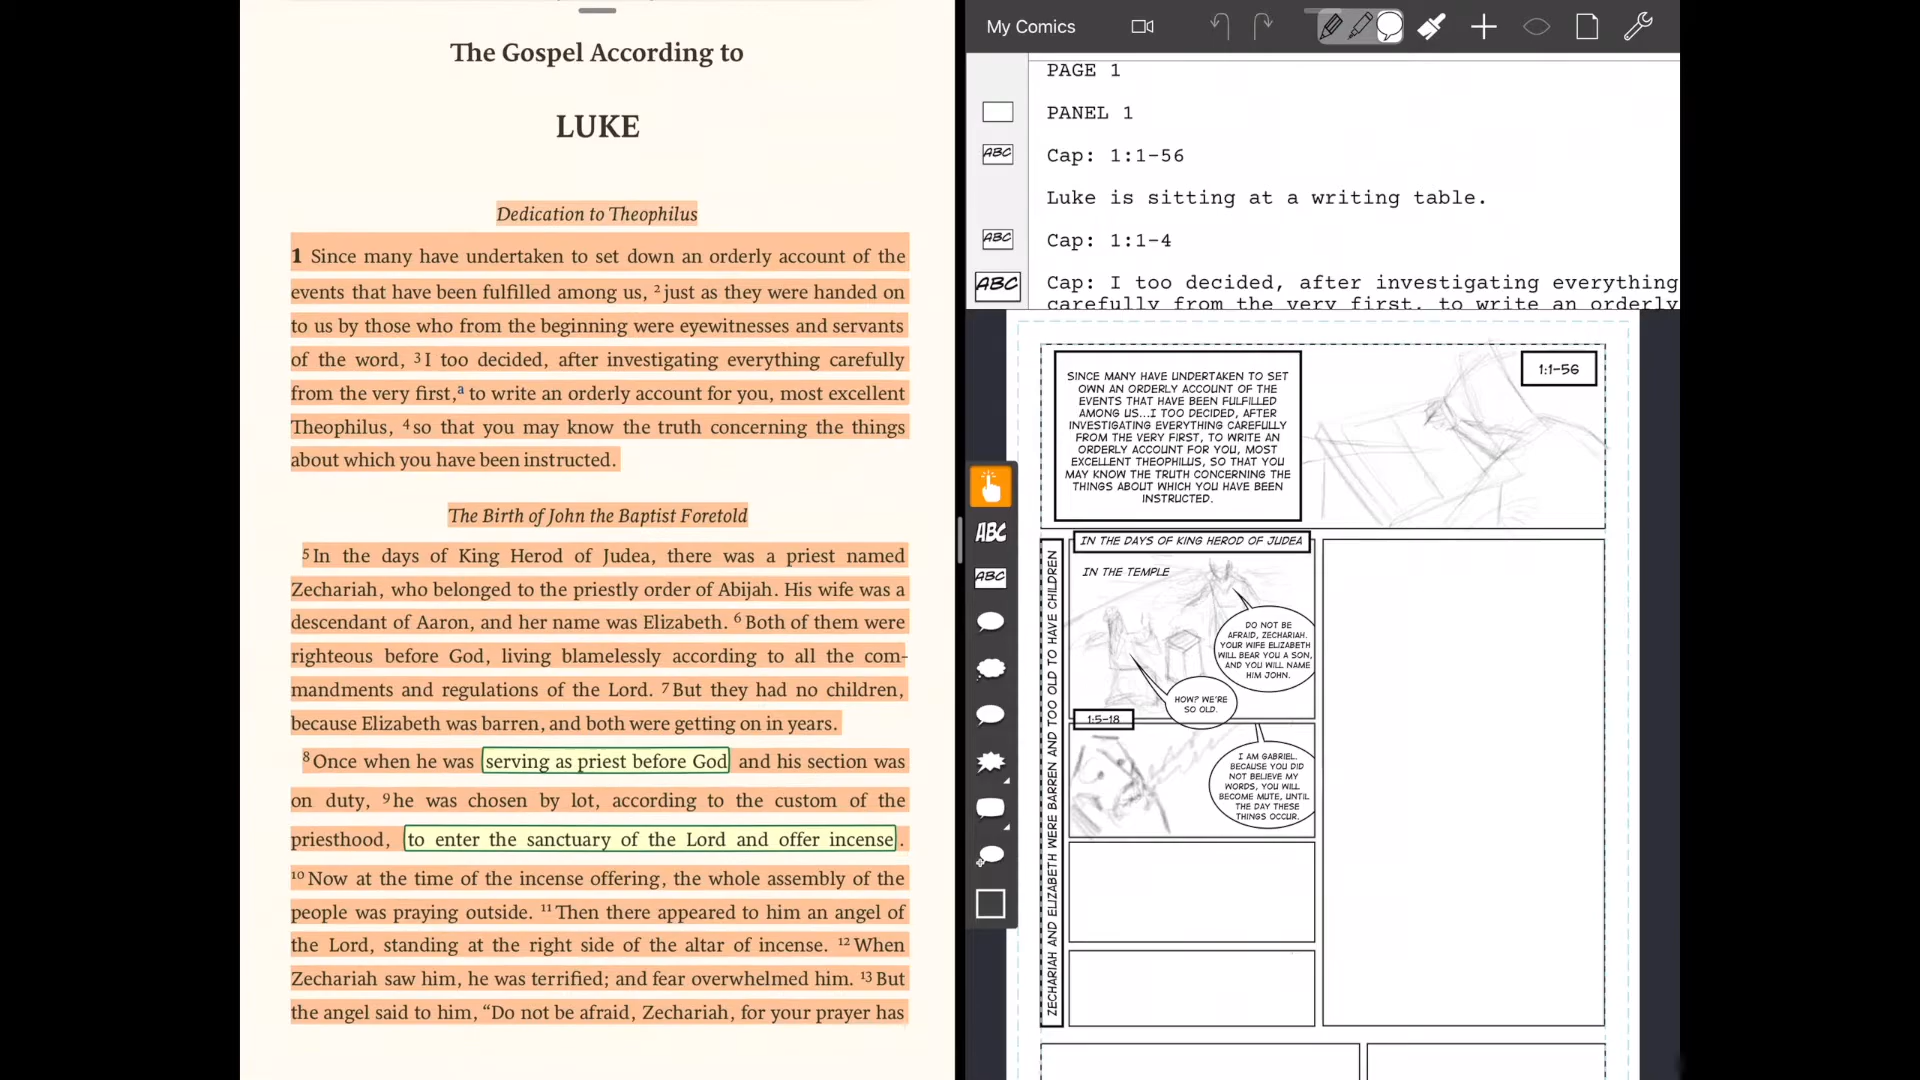 The Gospel According to
LUKE
Dedication to Theophilus
1 Since many have undertaken to set down an orderly account of the
events that have been fulfilled among us, 2 just as they were handed on
to us by those who from the beginning were eyewitnesses and servants
of the word, 3 I too decided, after investigating everything carefully
from the very first,a to write an orderly account for you, most excellent
Theophilus, 4 so that you may know the truth concerning the things
about which you have been instructed.
The Birth of John the Baptist Foretold
5 In the days of King Herod of Judea, there was a priest named
Zechariah, who belonged to the priestly order of Abijah. His wife was a
descendant of Aaron, and her name was Elizabeth. 6 Both of them were
righteous before God, living blamelessly according to all the com-
mandments and regulations of the Lord. 7 But they had no children,
because Elizabeth was barren, and both were getting on in years.
8 Once when he was serving as priest before God and his section was
on duty, 9 he was chosen by lot, according to the custom of the
priesthood, to enter the sanctuary of the Lord and offer incense.
10 Now at the time of the incense offering, the whole assembly of the
people was praying outside. 11 Then there appeared to him an angel of
the Lord, standing at the right side of the altar of incense. 12 When
Zechariah saw him, he was terrified; and fear overwhelmed him. 13 But
the angel said to him, “Do not be afraid, Zechariah, for your prayer has
My Comics
PAGE 1
PANEL 1
ABC
Cap: 1:1-56
Luke is sitting at a writing table.
ABC
Cap: 1:1-4
ABC
Cap: I too decided, after investigating everything
carefully from the very first, to write an orderly
ABC
ABC
SINCE MANY HAVE UNDERTAKEN TO SET
OWN AN ORDERLY ACCOUNT OF THE
EVENTS THAT HAVE BEEN FULFILLED
AMONG US...I TOO DECIDED, AFTER
INVESTIGATING EVERYTHING CAREFULLY
FROM THE VERY FIRST, TO WRITE AN
ORDERLY ACCOUNT FOR YOU, MOST
EXCELLENT THEOPHILUS, SO THAT YOU
MAY KNOW THE TRUTH CONCERNING THE
THINGS ABOUT WHICH YOU HAVE BEEN
INSTRUCTED.
1:1-56
ZECHARIAH AND ELIZABETH WERE BARREN AND TOO OLD TO HAVE CHILDREN
IN THE DAYS OF KING HEROD OF JUDEA
IN THE TEMPLE
DO NOT BE
AFRAID, ZECHARIAH.
YOUR WIFE ELIZABETH
WILL BEAR YOU A SON,
AND YOU WILL NAME
HIM JOHN.
HOW? WE'RE
SO OLD.
1:5-18
I AM GABRIEL.
BECAUSE YOU DID
NOT BELIEVE MY
WORDS, YOU WILL
BECOME MUTE, UNTIL
THE DAY THESE
THINGS OCCUR.